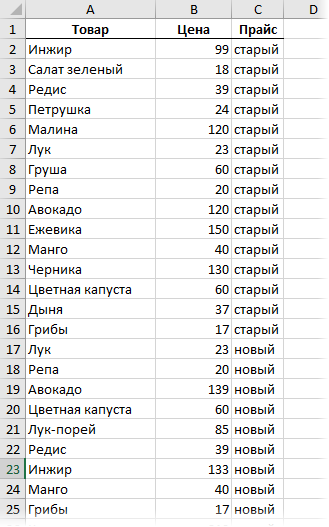 A B C D
1 Товар Цена Прайс
2 Инжир 99 старый
3 Салат зеленый 18 старый
4 Редис 39 старый
5 Петрушка 24 старый
6 Малина 120 старый
7 Лук 23 старый
8 Груша 60 старый
9 Репа 20 старый
10 Авокадо 120 старый
11 Ежевика 150 старый
12 Манго 40 старый
13 Черника 130 старый
14 Цветная капуста 60 старый
15 Дыня 37 старый
16 Грибы 17 старый
17 Лук 23 новый
18 Репа 20 новый
19 Авокадо 139 новый
20 Цветная капуста 60 новый
21 Лук-порей 85 новый
22 Редис 39 новый
23 Инжир 133 новый
24 Манго 40 новый
25 Грибы 17 новый